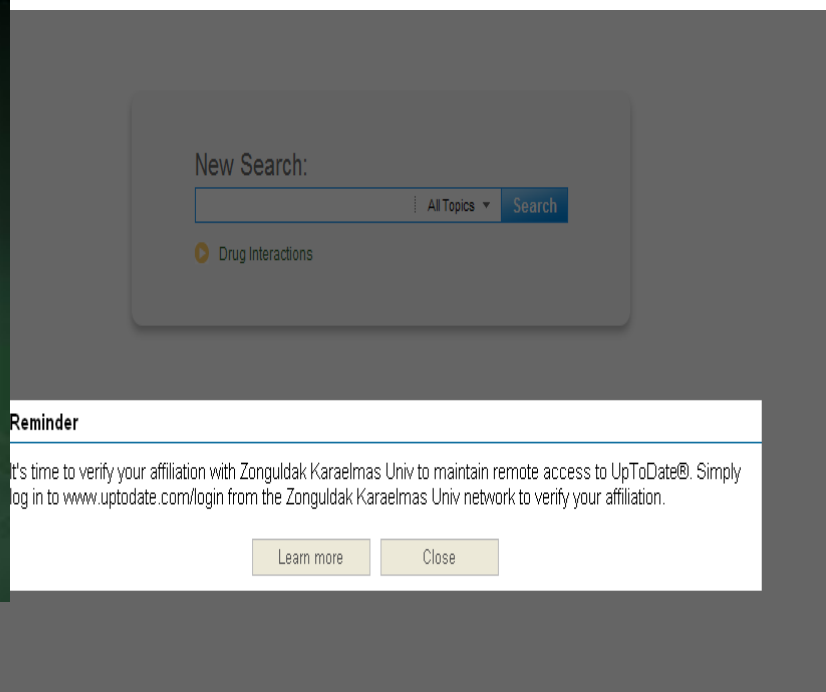 New Search:
All Topics Search
Drug Interactions
Reminder
It's time to verify your affiliation with Zonguldak Karaelmas Univ to maintain remote access to UpToDate®. Simply
log in to www.uptodate.com/login from the Zonguldak Karaelmas Univ network to verify your affiliation.
Learn more Close